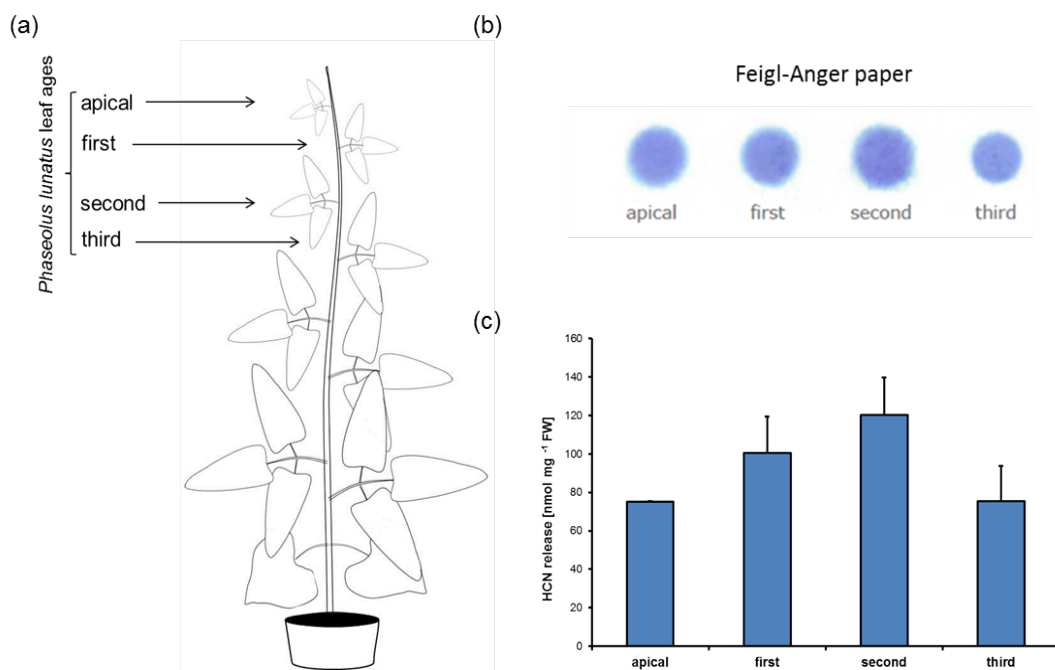 (a)
Phaseolus lunatus leaf ages
apical
first
second
third
(b)
Feigl-Anger paper
apical first second third
(c)
HCN release [nmol mg ⁻¹ FW]
160
140
120
100
80
60
40
20
0
apical first second third